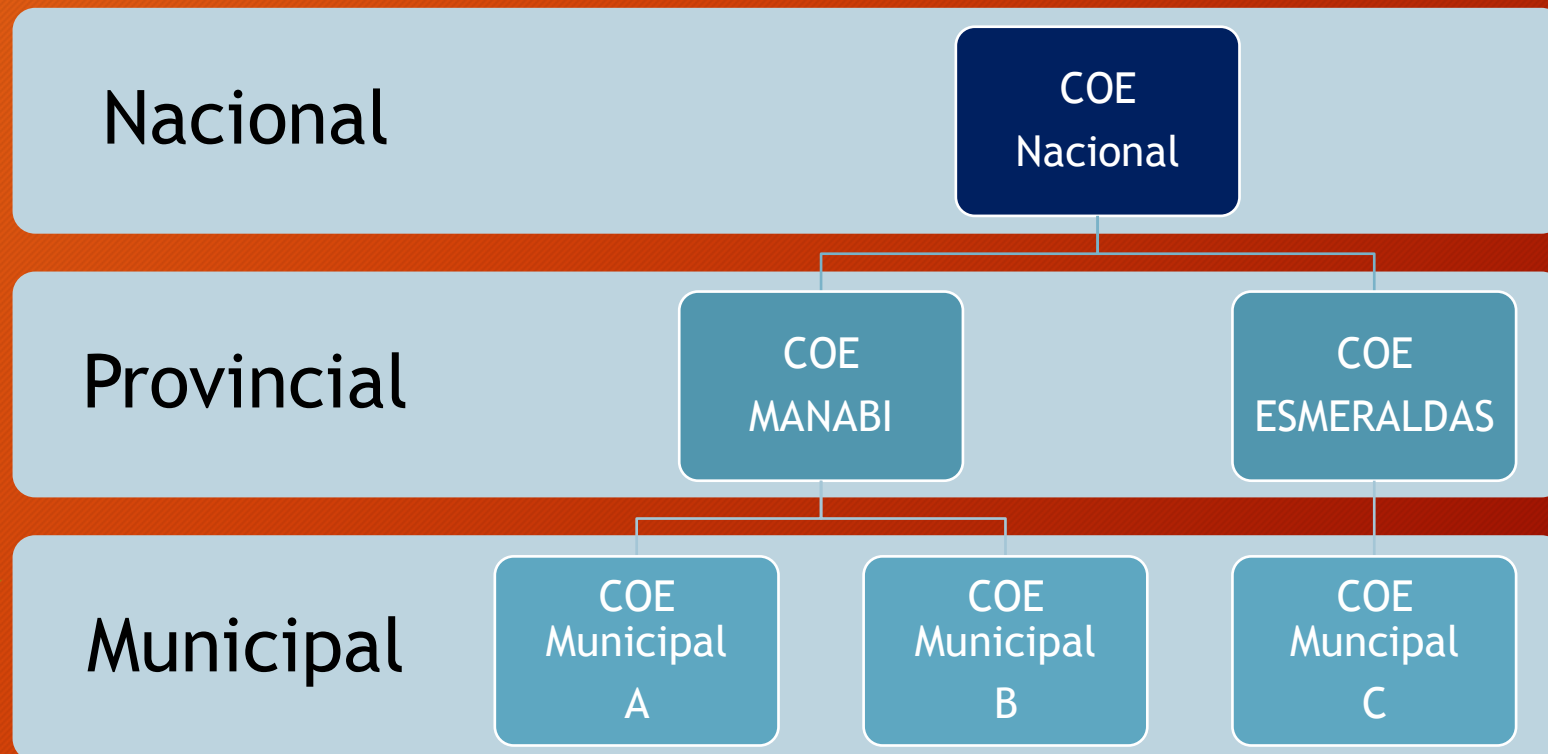 Nacional
COE
Nacional
Provincial
COE
MANABI
COE
ESMERALDAS
Municipal
COE
Municipal
A
COE
Municipal
B
COE
Muncipal
C